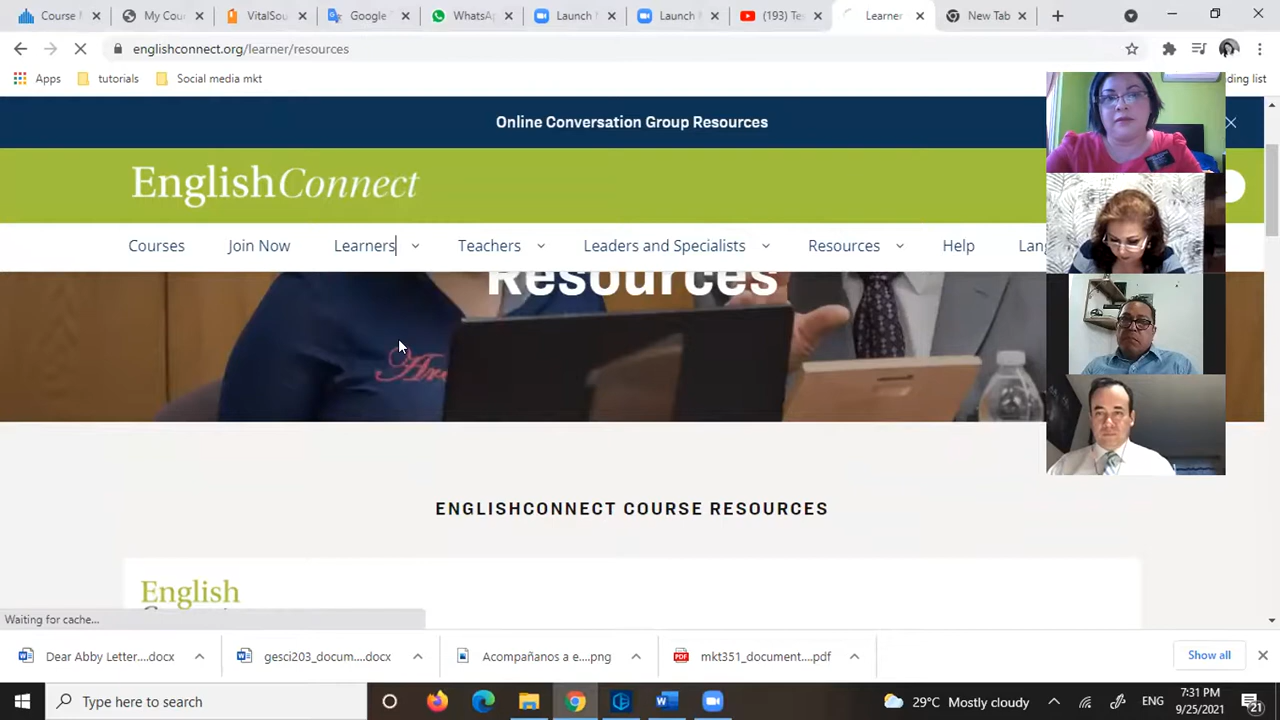 Course
My Cou
VitalSou
Google
WhatsA
Launch
Launch
(193) Te
Learner
New Tab
englishconnect.org/learner/resources
Apps
tutorials
Social media mkt
ding list
Online Conversation Group Resources
EnglishConnect
Courses
Join Now
Learners
Teachers
Leaders and Specialists
Resources
Help
Lan
Resources
ENGLISHCONNECT COURSE RESOURCES
English
Waiting for cache...
Dear Abby Letter....docx
gesci203_docum....docx
Acompañanos a e....png
mkt351_document....pdf
Show all
Type here to search
29°C Mostly cloudy
ENG
7:31 PM
9/25/2021
21